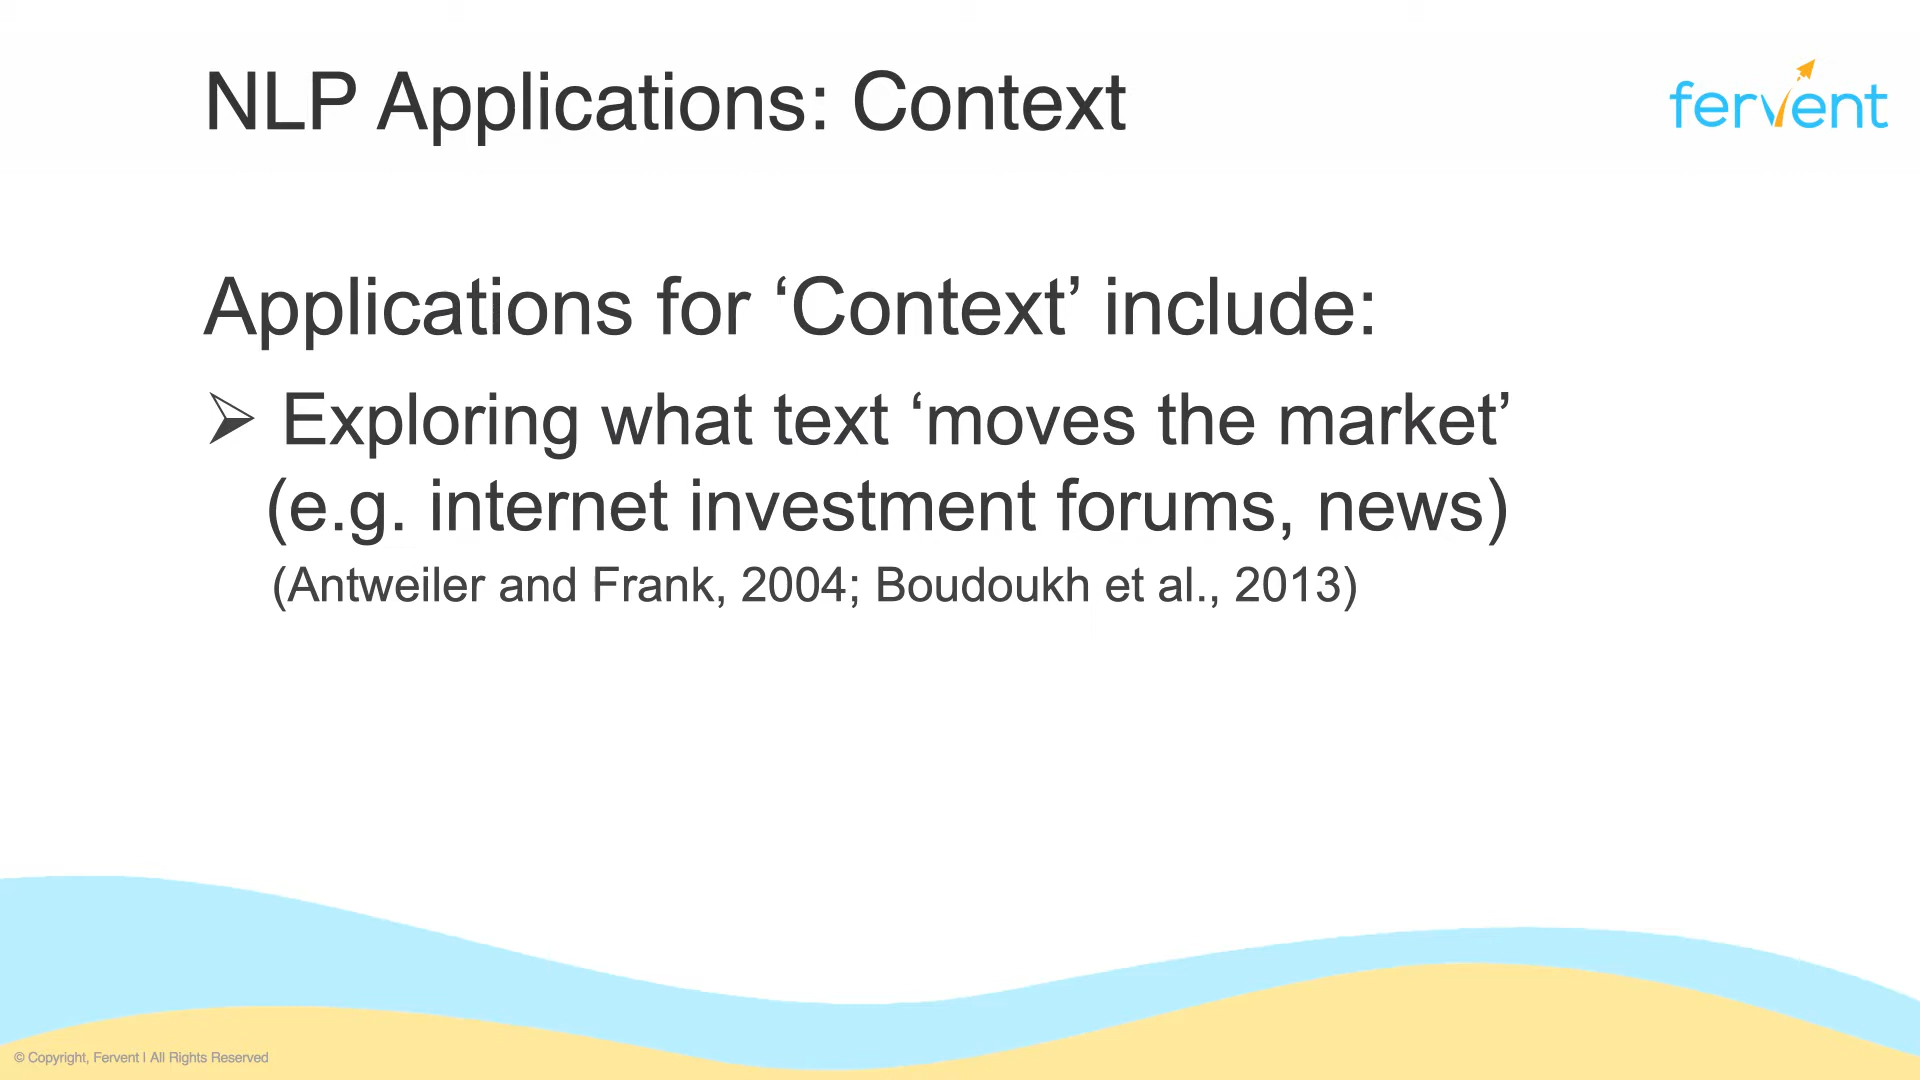 NLP Applications: Context
fervent
Applications for ‘Context’ include:
➢ Exploring what text ‘moves the market’
(e.g. internet investment forums, news)
(Antweiler and Frank, 2004; Boudoukh et al., 2013)
© Copyright, Fervent | All Rights Reserved